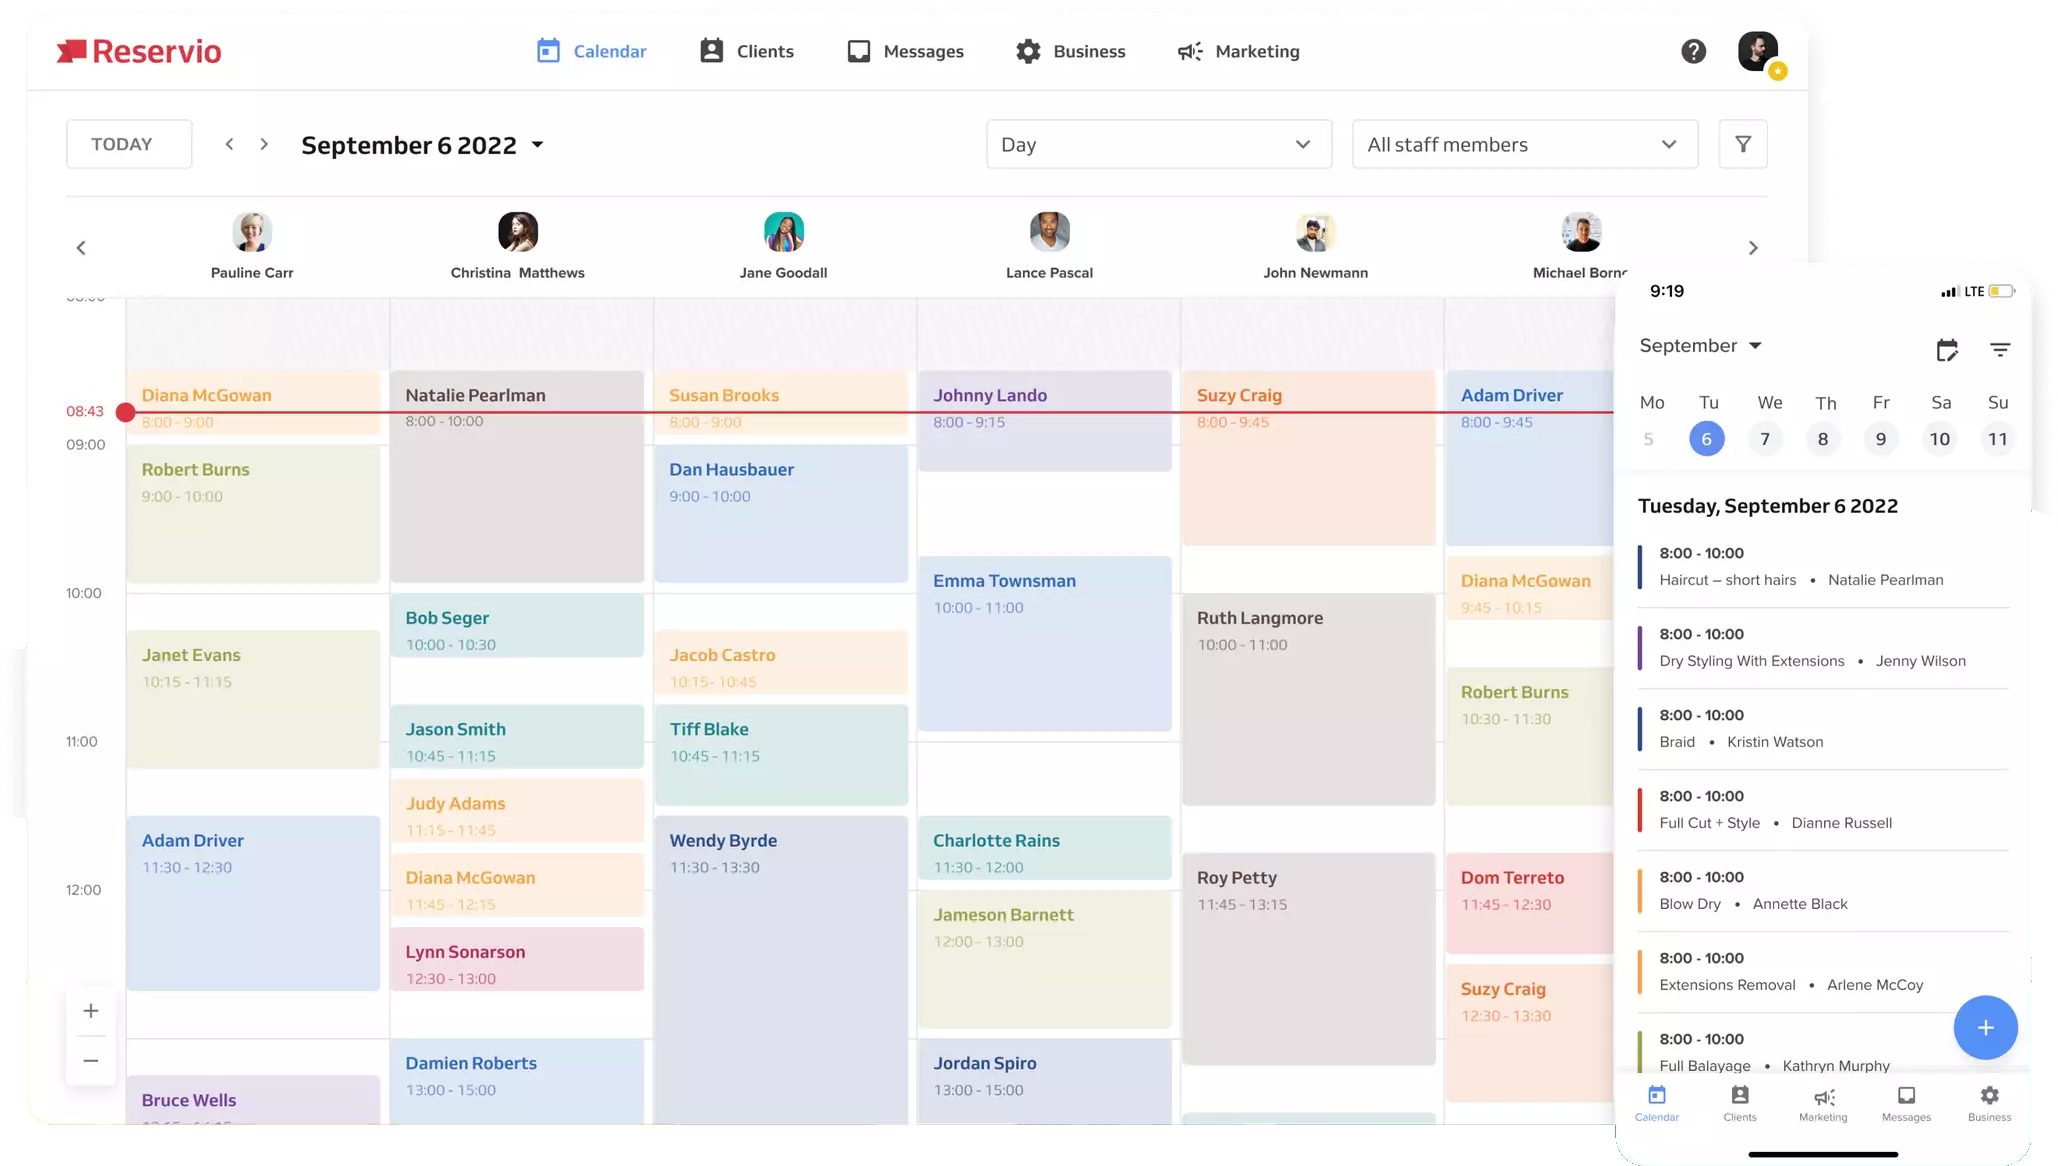 Reservio
Calendar
Clients
Messages
Business
Marketing
TODAY
September 6 2022
Day
All staff members
Pauline Carr
Christina Matthews
Jane Goodall
Lance Pascal
John Newmann
Michael
08:43
09:00
10:00
11:00
12:00
Diana McGowan
8:00 - 9:00
Robert Burns
9:00 - 10:00
Janet Evans
10:15 - 11:15
Adam Driver
11:30 - 12:30
Bruce Wells
Natalie Pearlman
8:00 - 10:00
Bob Seger
10:00 - 10:30
Jason Smith
10:45 - 11:15
Judy Adams
11:15 - 11:45
Diana McGowan
11:45 - 12:15
Lynn Sonarson
12:30 - 13:00
Damien Roberts
13:00 - 15:00
Susan Brooks
8:00 - 9:00
Dan Hausbauer
9:00 - 10:00
Jacob Castro
10:15- 10:45
Tiff Blake
10:45 - 11:15
Wendy Byrde
11:30 - 13:30
Johnny Lando
8:00 - 9:15
Emma Townsman
10:00 - 11:00
Charlotte Rains
11:30 - 12:00
Jameson Barnett
12:00 - 13:00
Jordan Spiro
13:00 - 15:00
Suzy Craig
8:00 - 9:45
Ruth Langmore
10:00 - 11:00
Roy Petty
11:45 - 13:15
Adam Driver
8:00 - 9:45
Diana McGowan
9:45 - 10:15
Robert Burns
10:30 - 11:30
Dom Terreto
11:45 - 12:30
Suzy Craig
12:30 - 13:30
9:19
LTE
September
Mo Tu We Th Fr Sa Su
5 6 7 8 9 10 11
Tuesday, September 6 2022
8:00 - 10:00
Haircut – short hairs • Natalie Pearlman
8:00 - 10:00
Dry Styling With Extensions • Jenny Wilson
8:00 - 10:00
Braid • Kristin Watson
8:00 - 10:00
Full Cut + Style • Dianne Russell
8:00 - 10:00
Blow Dry • Annette Black
8:00 - 10:00
Extensions Removal • Arlene McCoy
8:00 - 10:00
Full Balayage • Kathryn Murphy
Calendar
Clients
Marketing
Messages
Business